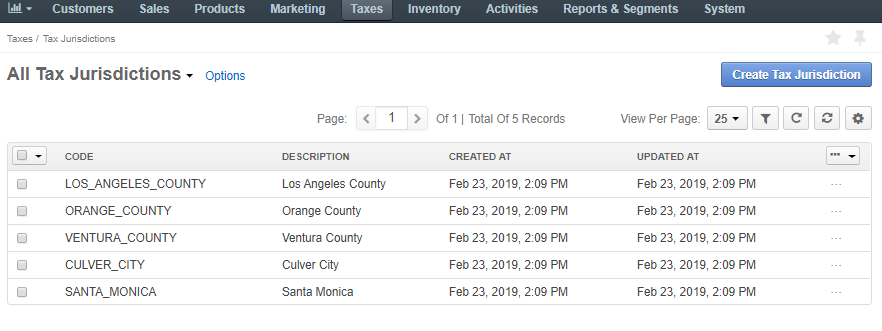 Customers Sales Products Marketing Taxes Inventory Activities Reports & Segments System
Taxes / Tax Jurisdictions
All Tax Jurisdictions Options Create Tax Jurisdiction
Page: 1 Of 1 | Total Of 5 Records View Per Page: 25
CODE DESCRIPTION CREATED AT UPDATED AT
LOS_ANGELES_COUNTY Los Angeles County Feb 23, 2019, 2:09 PM Feb 23, 2019, 2:09 PM
ORANGE_COUNTY Orange County Feb 23, 2019, 2:09 PM Feb 23, 2019, 2:09 PM
VENTURA_COUNTY Ventura County Feb 23, 2019, 2:09 PM Feb 23, 2019, 2:09 PM
CULVER_CITY Culver City Feb 23, 2019, 2:09 PM Feb 23, 2019, 2:09 PM
SANTA_MONICA Santa Monica Feb 23, 2019, 2:09 PM Feb 23, 2019, 2:09 PM